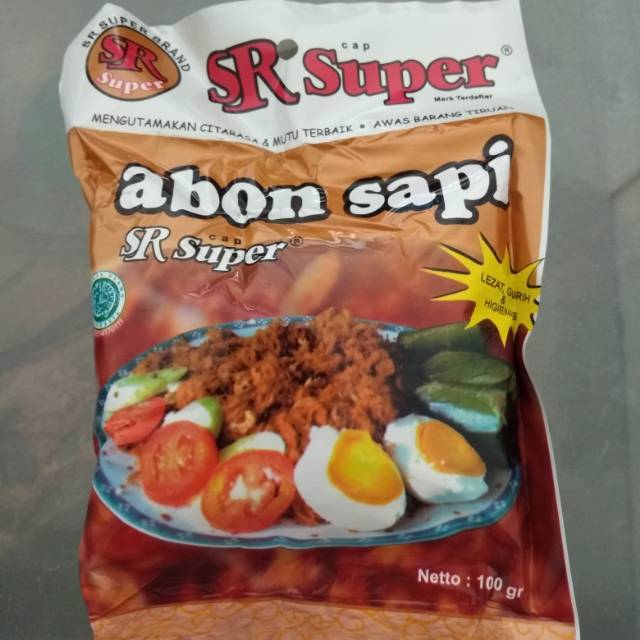 SR SUPER BRAND
SR
Super
cap
SR Super®
Merk Terdaftar
MENGUTAMAKAN CITARASA & MUTU TERBAIK • AWAS BARANG TIRUAN
abon sapi
cap
SR Super®
LEZAT, GURIH
&
Netto : 100 gr